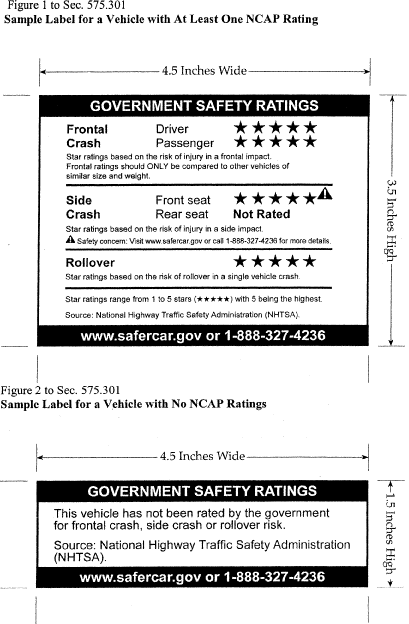 Figure 1 to Sec. 575.301
Sample Label for a Vehicle with At Least One NCAP Rating
4.5 Inches Wide
GOVERNMENT SAFETY RATINGS
Frontal Driver ★★★★★
Crash Passenger ★★★★★
Star ratings based on the risk of injury in a frontal impact.
Frontal ratings should ONLY be compared to other vehicles of
similar size and weight.
Side Front seat ★★★★★⚠
Crash Rear seat Not Rated
Star ratings based on the risk of injury in a side impact.
⚠ Safety concern: Visit www.safercar.gov or call 1-888-327-4236 for more details.
Rollover ★★★★★
Star ratings based on the risk of rollover in a single vehicle crash.
Star ratings range from 1 to 5 stars (★★★★★) with 5 being the highest.
Source: National Highway Traffic Safety Administration (NHTSA).
www.safercar.gov or 1-888-327-4236
3.5 Inches High
Figure 2 to Sec. 575.301
Sample Label for a Vehicle with No NCAP Ratings
4.5 Inches Wide
GOVERNMENT SAFETY RATINGS
This vehicle has not been rated by the government
for frontal crash, side crash or rollover risk.
Source: National Highway Traffic Safety Administration
(NHTSA).
www.safercar.gov or 1-888-327-4236
1.5 Inches High